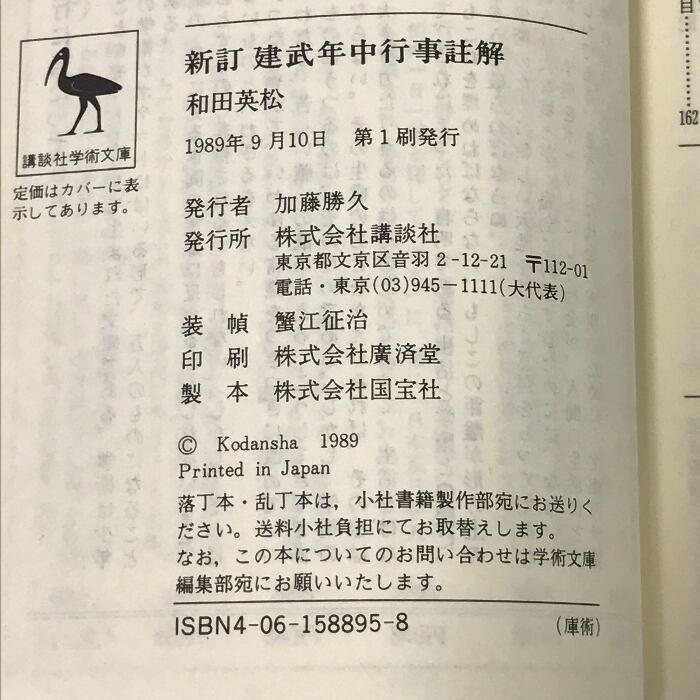 新訂 建武年中行事註解
和田英松
1989年9月10日　第1刷発行
講談社学術文庫
定価はカバーに表
示してあります。
発行者　加藤勝久
発行所　株式会社講談社
東京都文京区音羽 2-12-21　〒112-01
電話・東京(03)945－1111(大代表)
装　幀　蟹江征治
印　刷　株式会社廣済堂
製　本　株式会社国宝社
© Kodansha 1989
Printed in Japan
落丁本・乱丁本は，小社書籍製作部宛にお送りく
ださい。送料小社負担にてお取替えします。
なお，この本についてのお問い合わせは学術文庫
編集部宛にお願いいたします。
ISBN4-06-158895-8　（庫術）
162